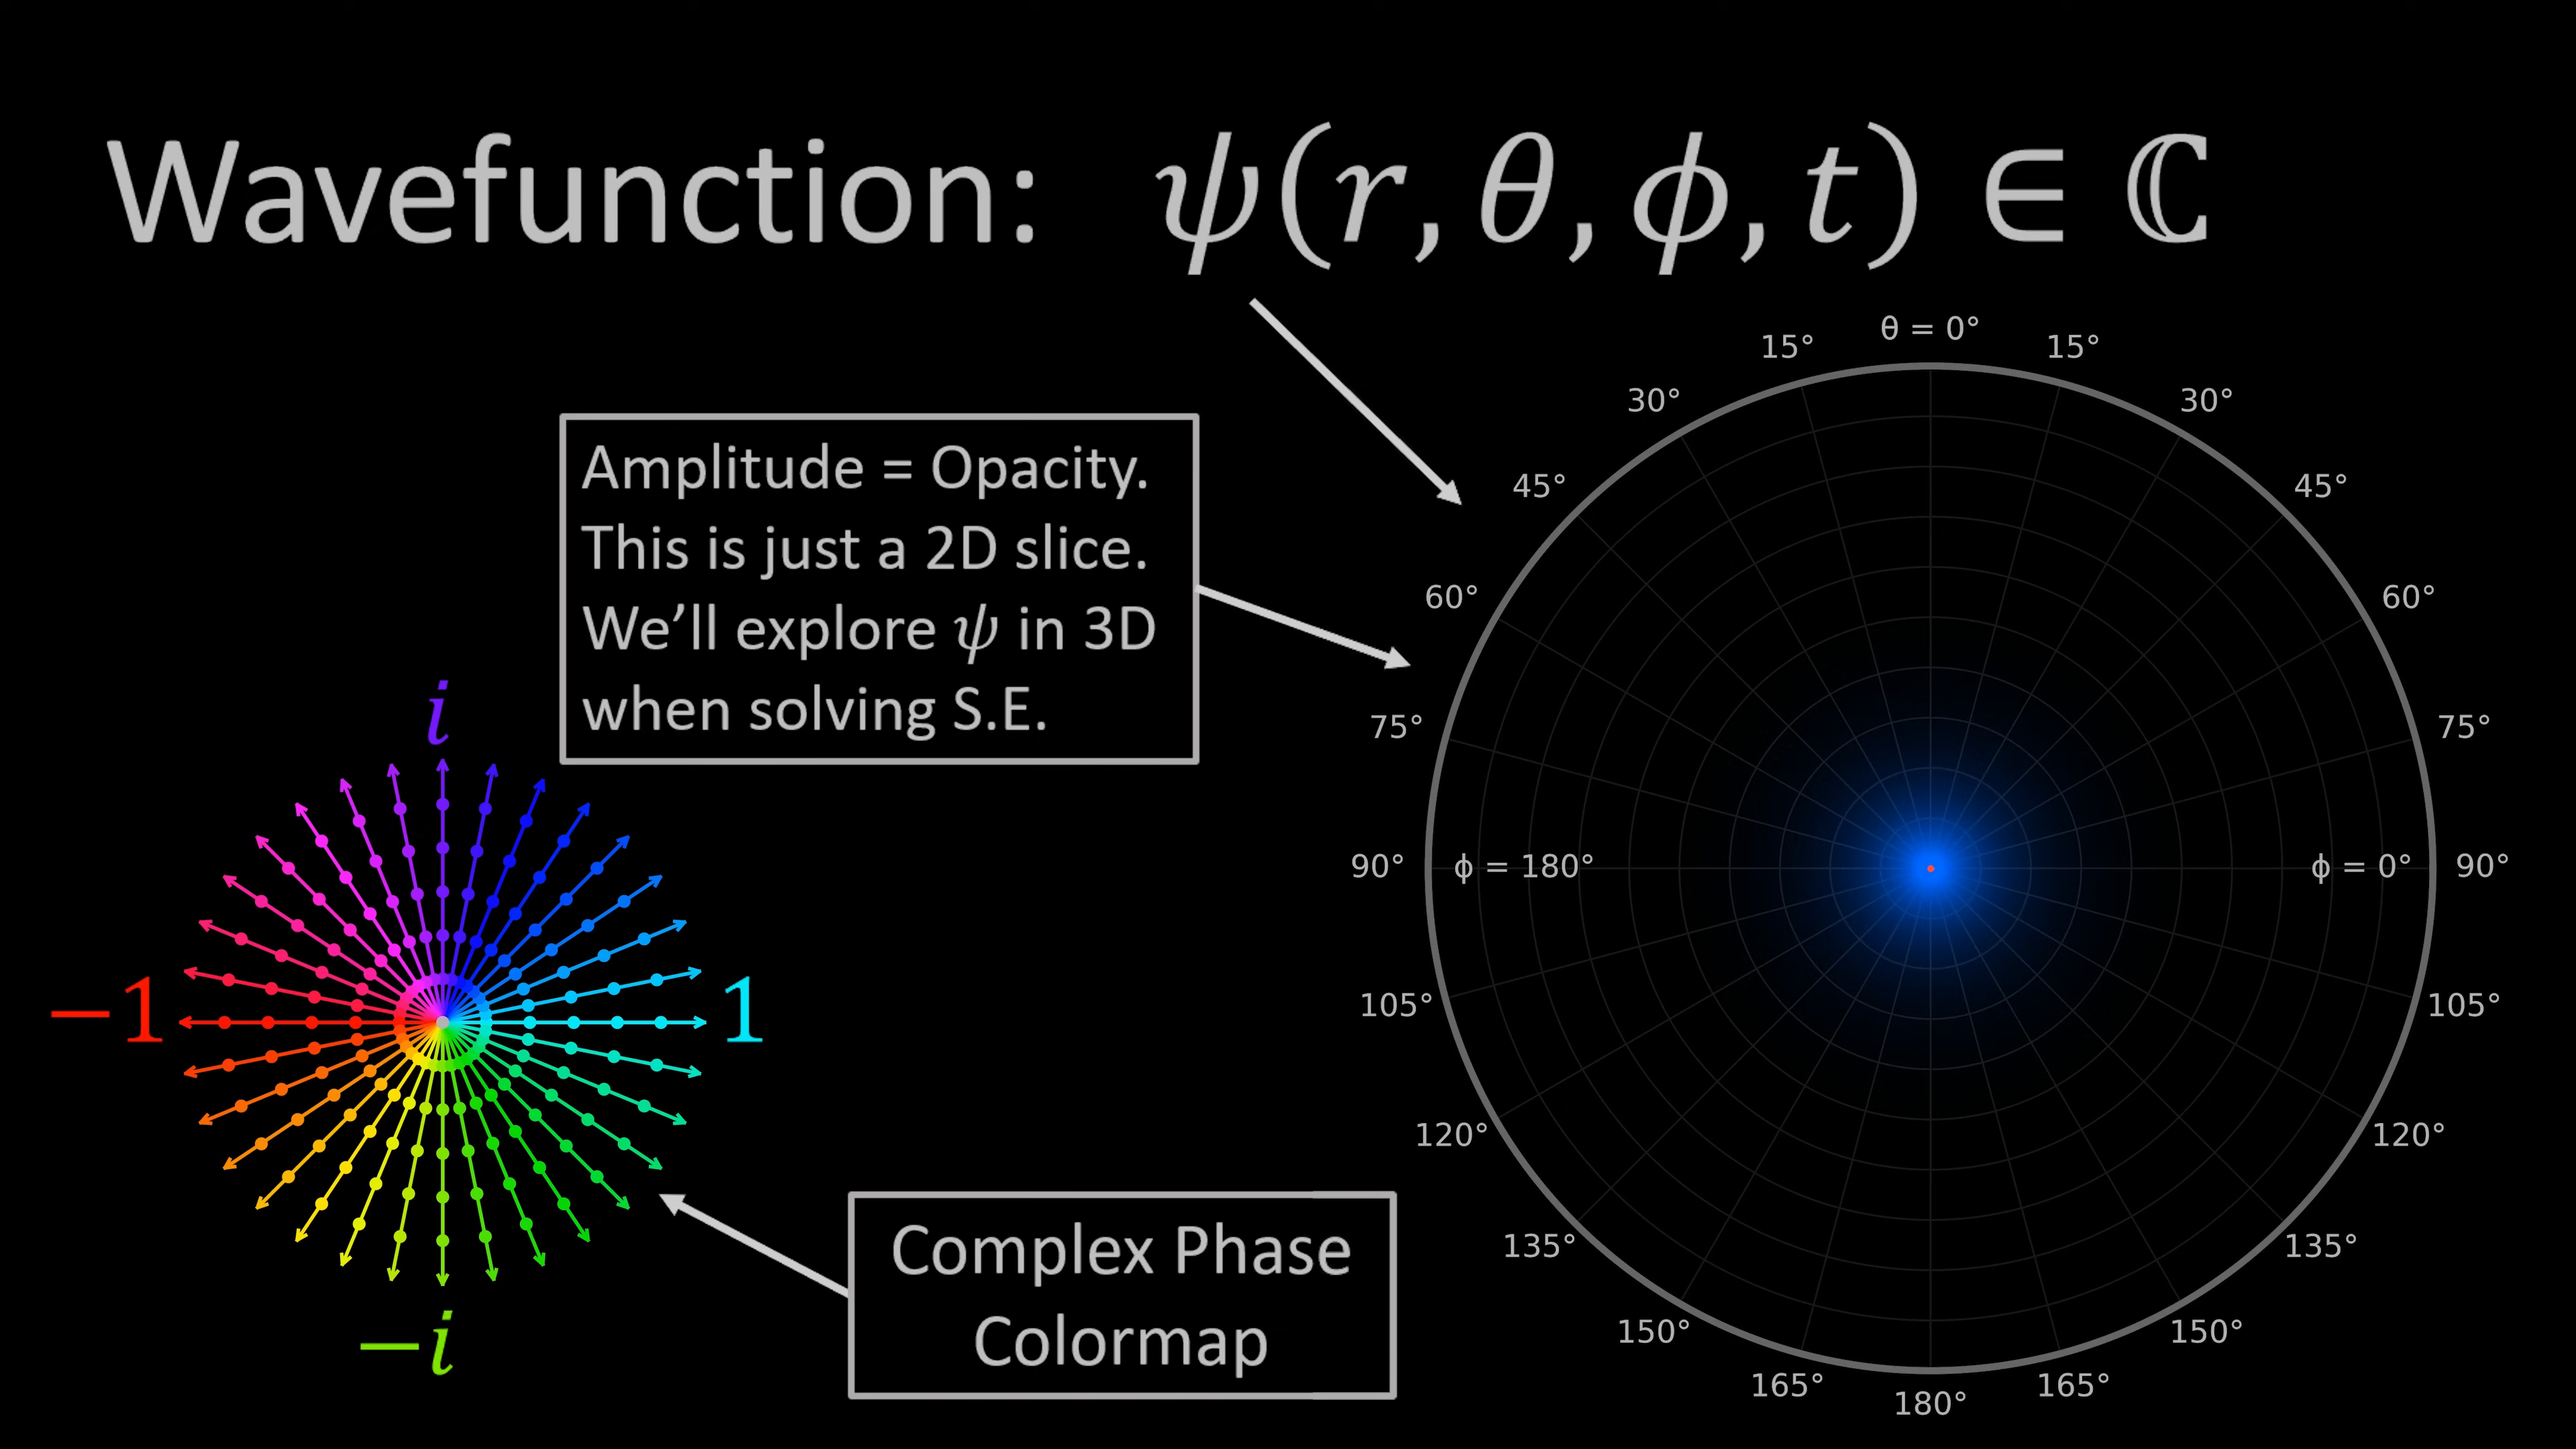 Wavefunction: ψ(r, θ, ϕ, t) ∈ ℂ
Amplitude = Opacity.
This is just a 2D slice.
We’ll explore ψ in 3D
when solving S.E.
i
−1
1
−i
Complex Phase
Colormap
θ = 0°
15°
15°
30°
30°
45°
45°
60°
60°
75°
75°
90°
ϕ = 180°
ϕ = 0°
90°
105°
105°
120°
120°
135°
135°
150°
150°
165°
165°
180°